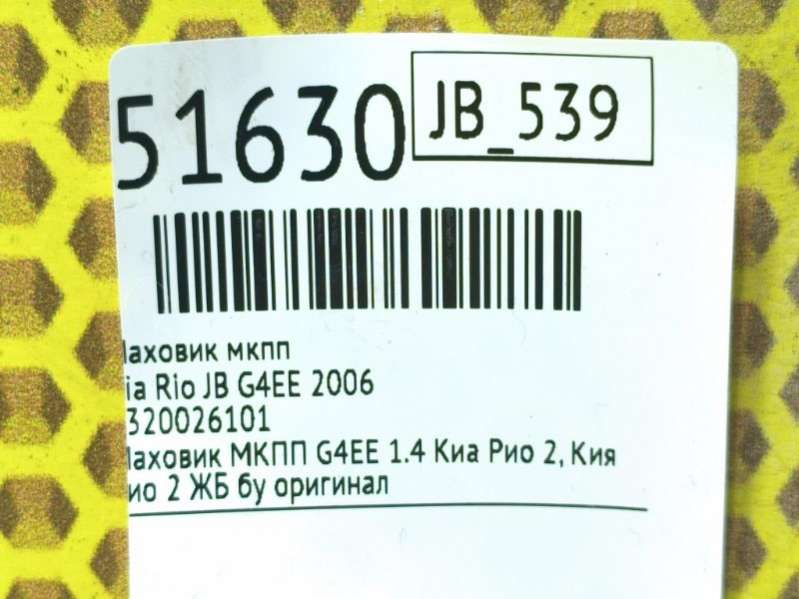 51630 JB_539
аховик мкпп
ia Rio JB G4EE 2006
320026101
аховик МКПП G4EE 1.4 Киа Рио 2, Кия
ио 2 ЖБ бу оригинал